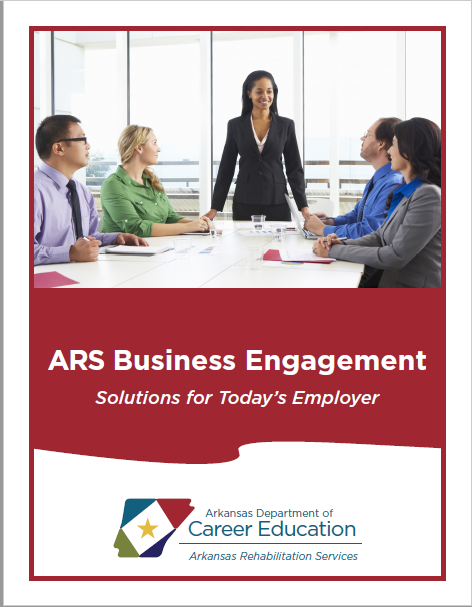 ARS Business Engagement
Solutions for Today's Employer
Arkansas Department of
Career Education
Arkansas Rehabilitation Services